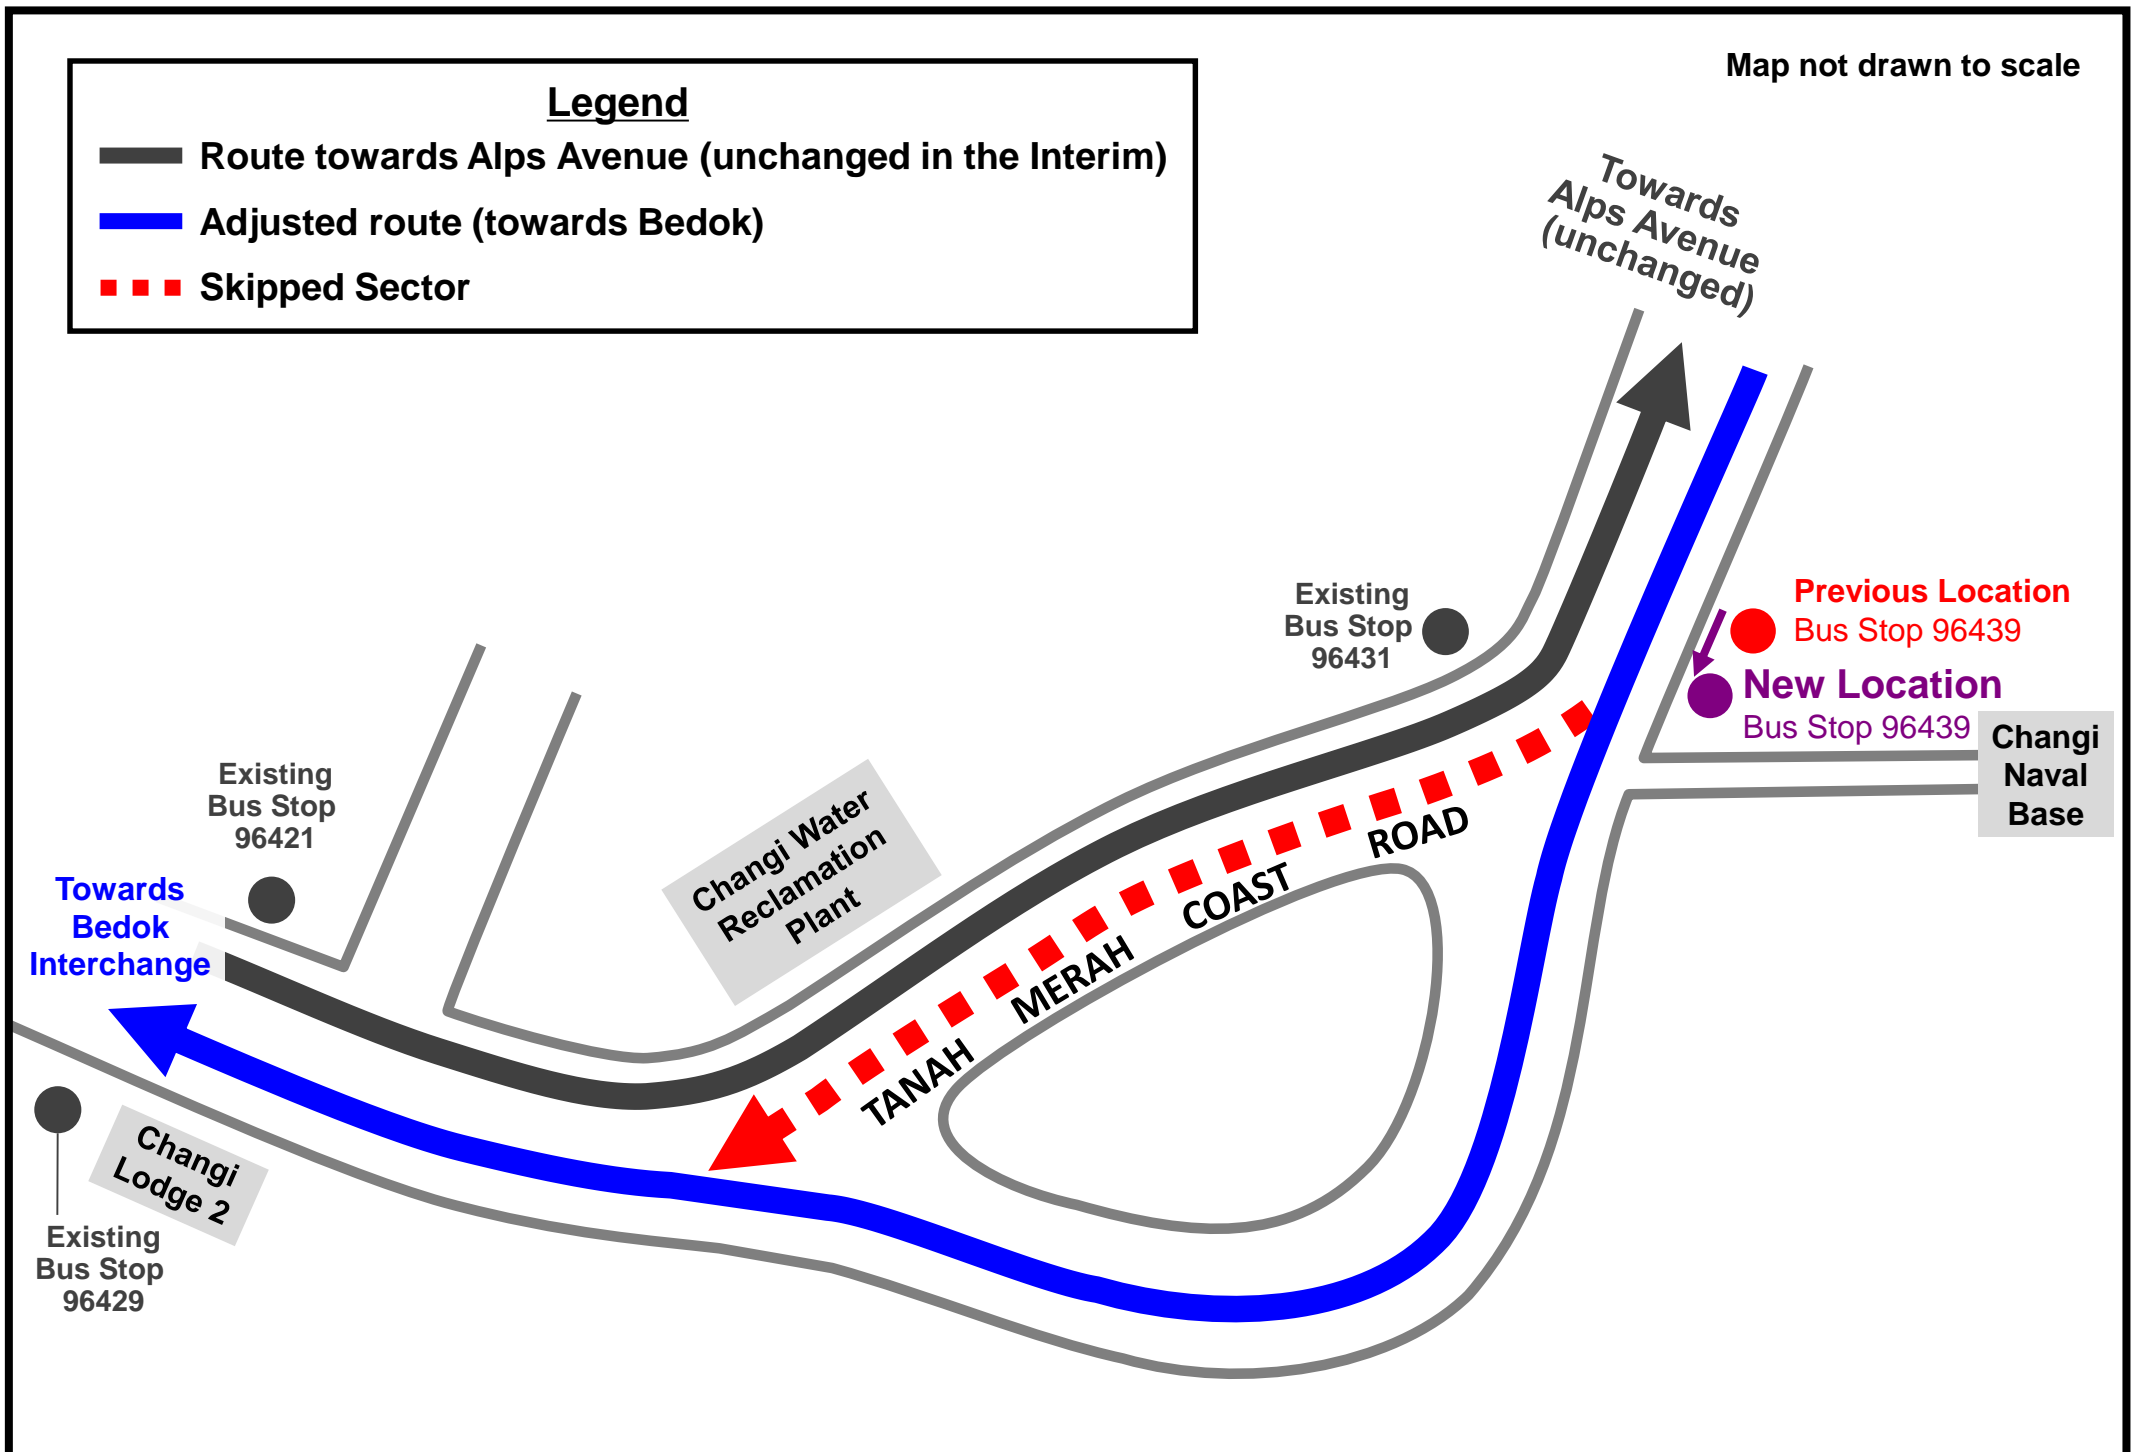 Map not drawn to scale
Legend
Route towards Alps Avenue (unchanged in the Interim)
Adjusted route (towards Bedok)
Skipped Sector
Towards
Alps Avenue
(unchanged)
Existing
Bus Stop
96431
Previous Location
Bus Stop 96439
New Location
Bus Stop 96439
Changi
Naval
Base
Existing
Bus Stop
96421
Changi Water
Reclamation
Plant
Towards
Bedok
Interchange
TANAH MERAH COAST ROAD
Changi
Lodge 2
Existing
Bus Stop
96429